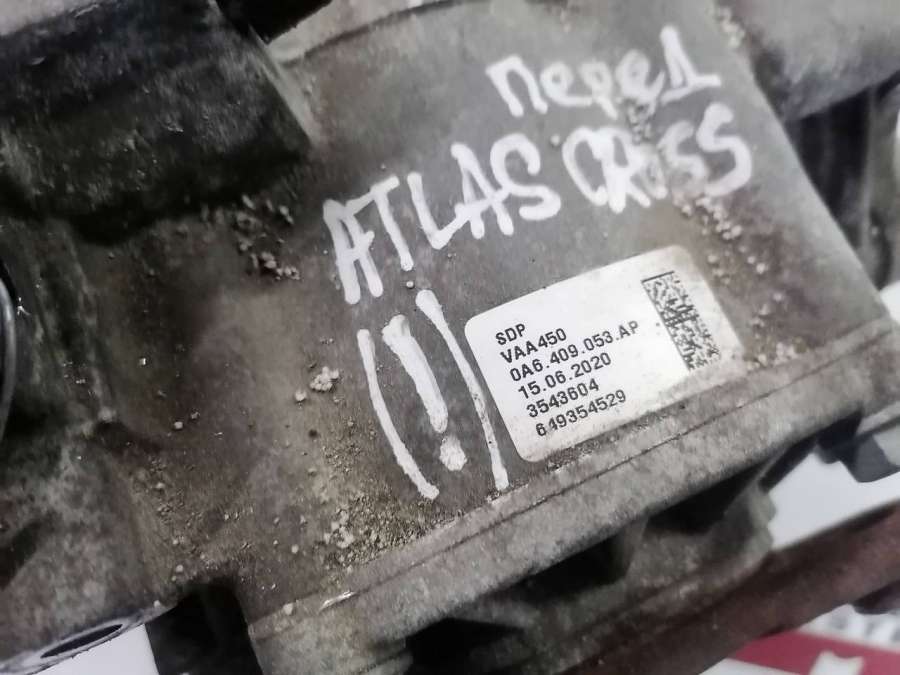 перед
ATLAS CROSS
(!)
SDP
VAA450
0A6.409.053.AP
15.06.2020
3543604
649354529